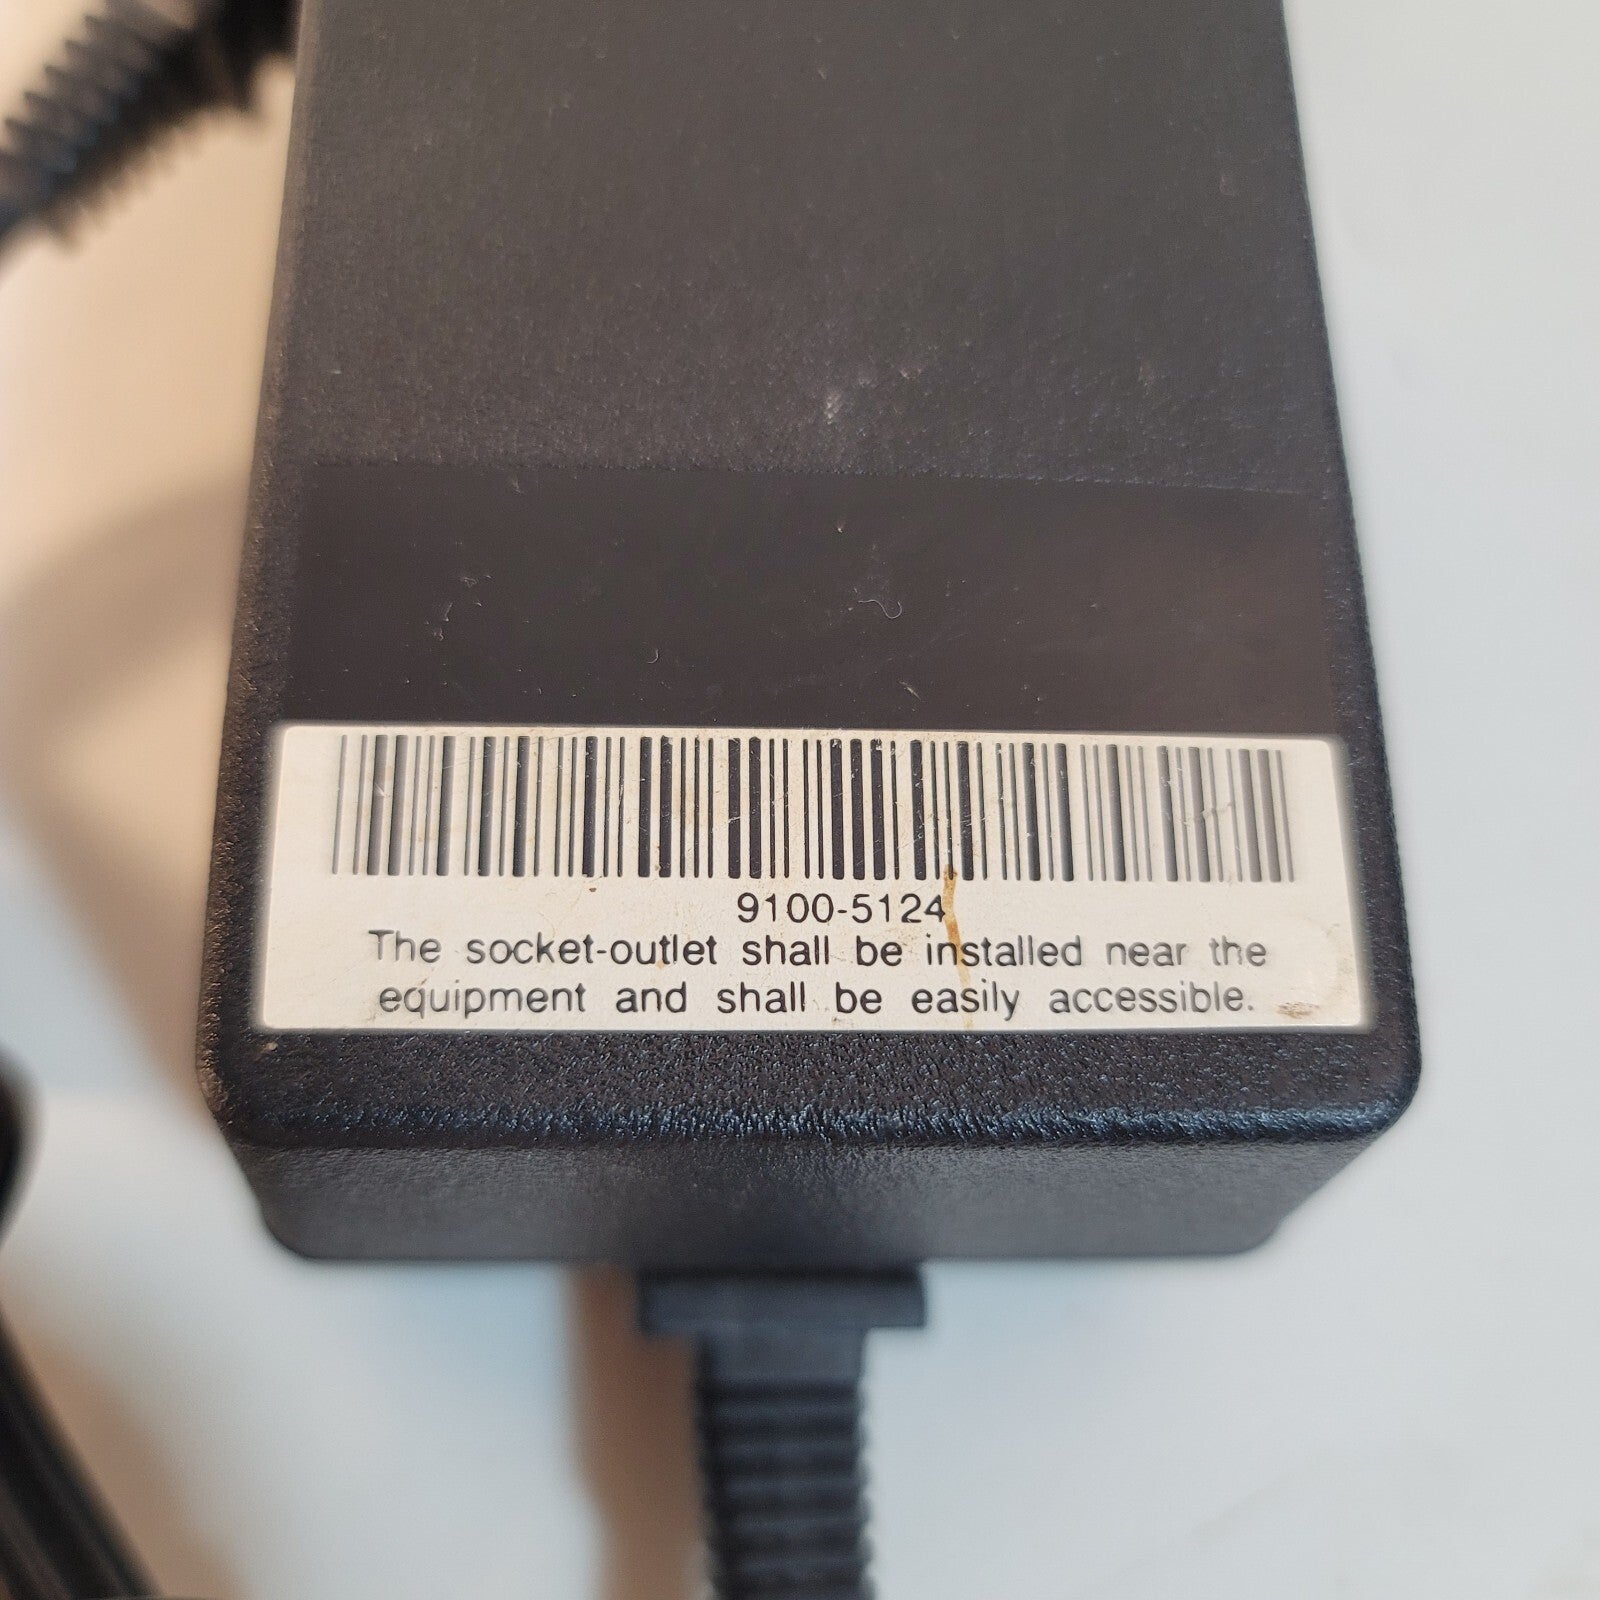 9100-5124
The socket-outlet shall be installed near the
equipment and shall be easily accessible.